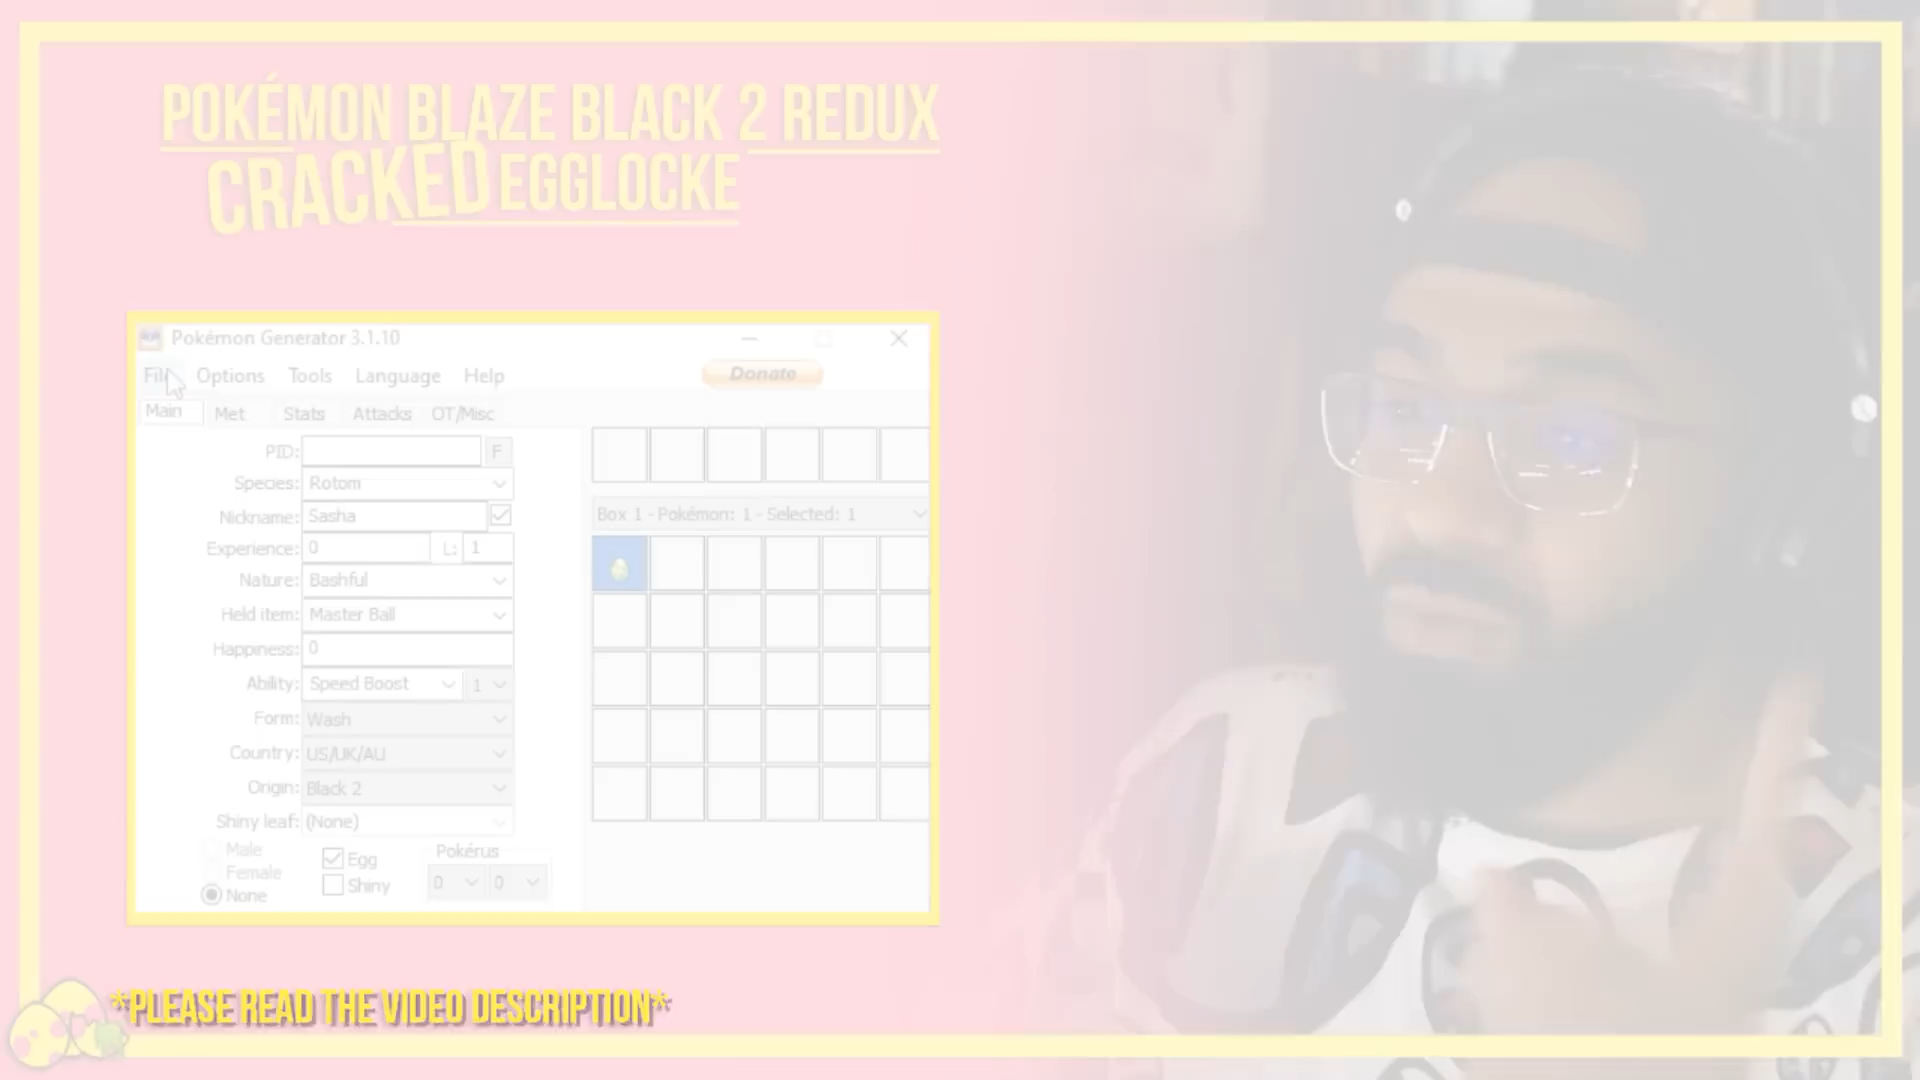 POKÉMON BLAZE BLACK 2 REDUX
CRACKED EGGLOCKE
Pokémon Generator 3.1.10
File Options Tools Language Help Donate
Main Met Stats Attacks OT/Misc
PID: F
Species: Rotom
Nickname: Sasha
Box 1 - Pokémon: 1 - Selected: 1
Experience: 0 L: 1
Nature: Bashful
Held item: Master Ball
Happiness: 0
Ability: Speed Boost 1
Form: Wash
Country: US/UK/AU
Origin: Black 2
Shiny leaf: (None)
Male
Female
None
Egg
Shiny
Pokérus
0 0
*PLEASE READ THE VIDEO DESCRIPTION*